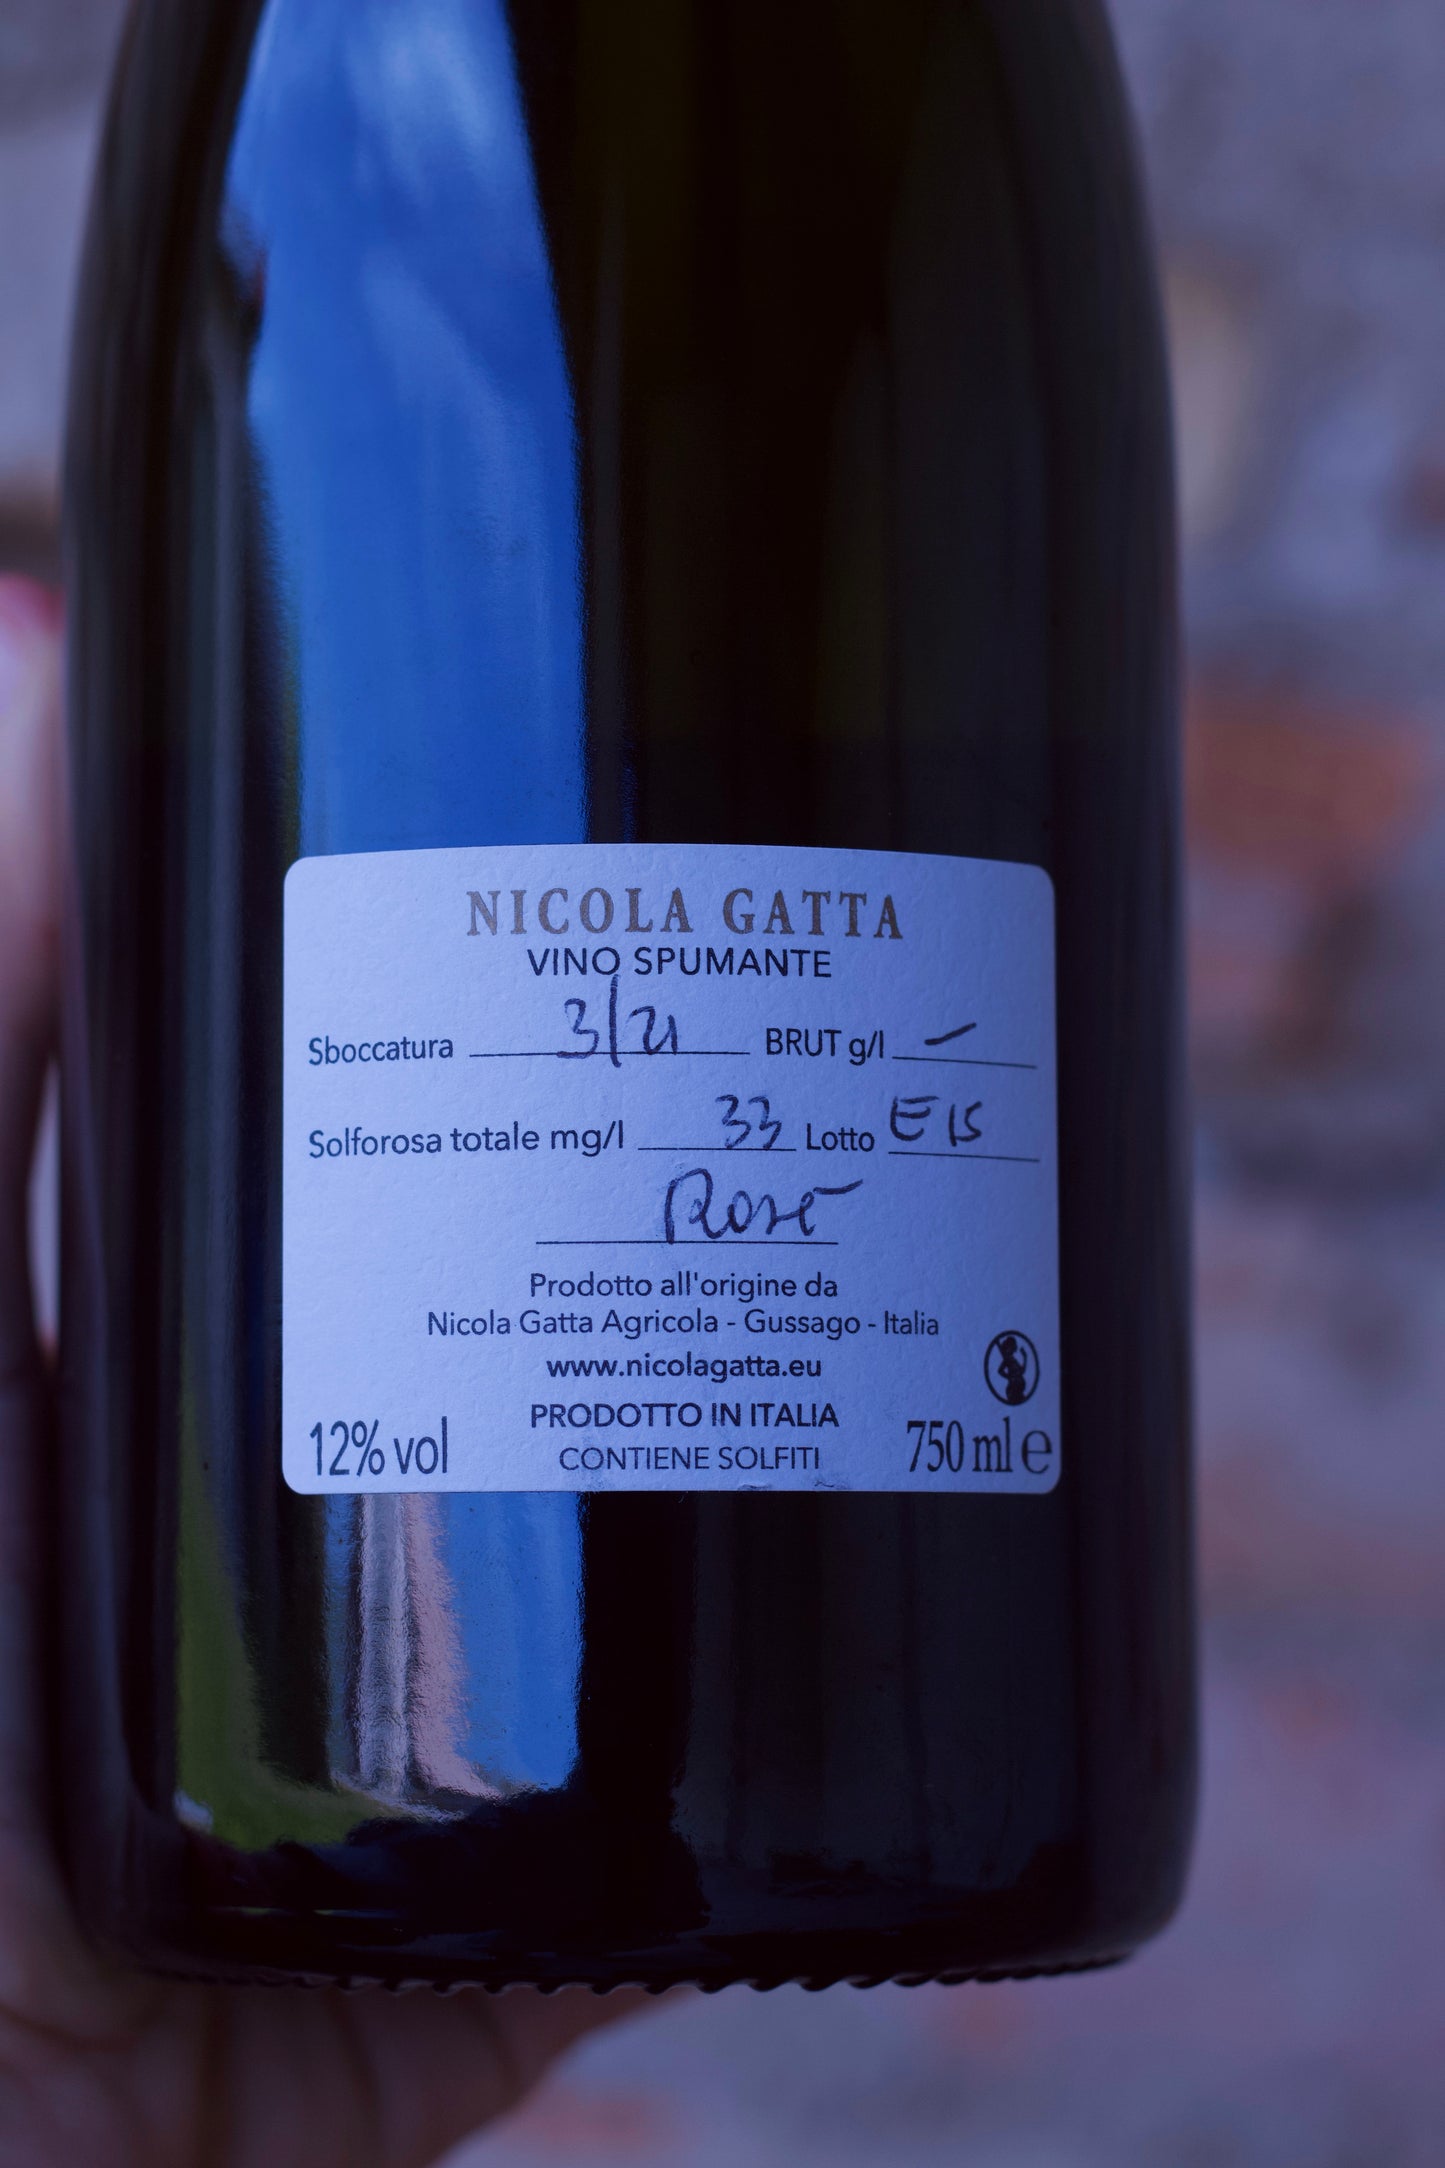 NICOLA GATTA
VINO SPUMANTE
Sboccatura 3/21 BRUT g/l –
Solforosa totale mg/l 33 Lotto E15
Rosé
Prodotto all'origine da
Nicola Gatta Agricola - Gussago - Italia
www.nicolagatta.eu
PRODOTTO IN ITALIA
12% vol CONTIENE SOLFITI 750 ml e